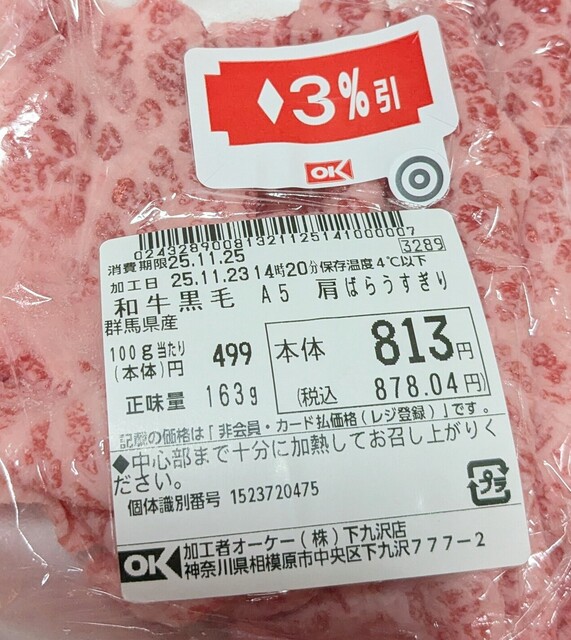 ♦3%引
OK
0243289008132112514100007
3289
消費期限25.11.25
加工日 25.11.23 14時20分保存温度4℃以下
和牛黒毛 A5 肩ばらうすぎり
群馬県産
100g当たり(本体)円 499
本体 813円
正味量 163g
(税込 878.04円)
記載の価格は「非会員・カード払価格(レジ登録)」です。
◆中心部まで十分に加熱してお召し上がりく
ださい。
プラ
個体識別番号 1523720475
OK 加工者オーケー(株)下九沢店
神奈川県相模原市中央区下九沢777-2